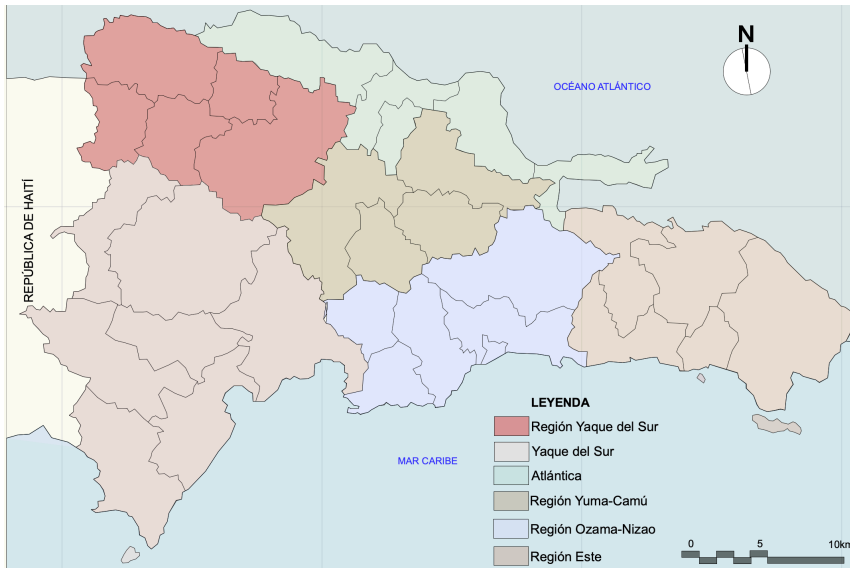 N
OCÉANO ATLÁNTICO
REPÚBLICA DE HAITÍ
MAR CARIBE
LEYENDA
Región Yaque del Sur
Yaque del Sur
Atlántica
Región Yuma-Camú
Región Ozama-Nizao
Región Este
0 5 10km